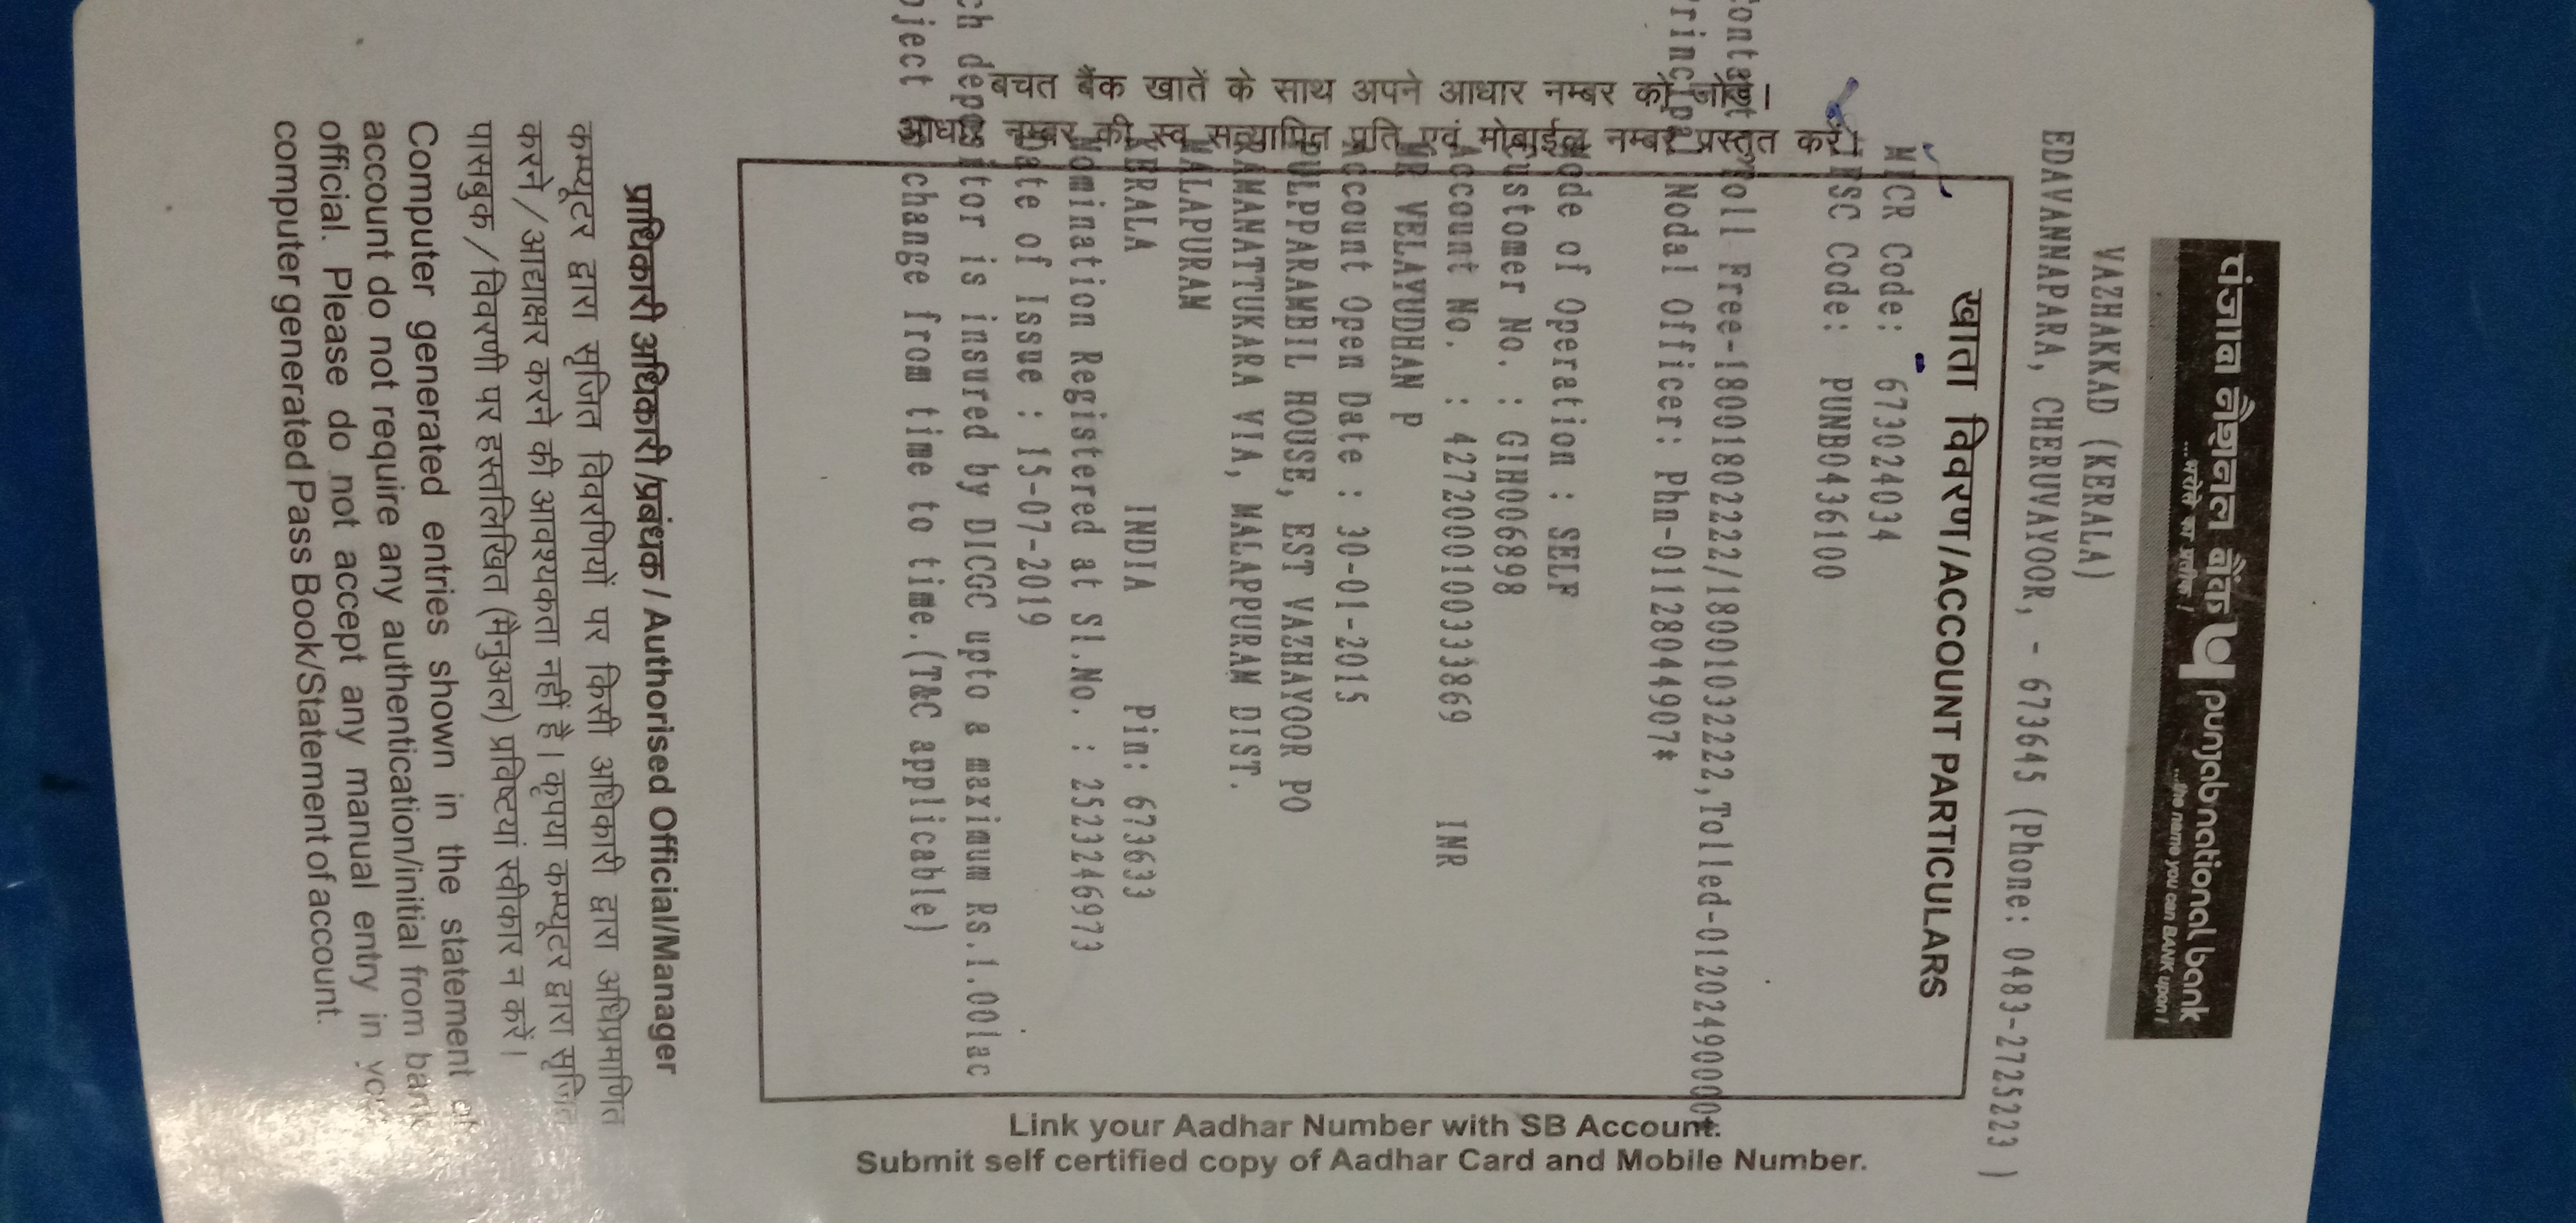 पंजाब नैशनल बैंक punjab national bank
...भरोसे का प्रतीक ! ...the name you can BANK upon !
VAZHAKKAD (KERALA)
EDAVANNAPARA, CHERUVAYOOR, - 673645 (Phone: 0483-2725223 )
खाता विवरण/ACCOUNT PARTICULARS
MICR Code: 673024034
IFSC Code: PUNB0436100
Toll Free-18001802222/18001032222,Tolled-01202490000*
Nodal Officer: Phn-01128044907*
Mode of Operation : SELF
Customer No. : GIH006898
Account No. : 4272000100333869 INR
MR VELAYUDHAN P
Account Open Date : 30-01-2015
PULPPARAMBIL HOUSE, EST VAZHAYOOR PO
AMANATTUKARA VIA, MALAPPURAM DIST.
MALAPURAM
KERALA INDIA Pin: 673633
Nomination Registered at Sl.No. : 2523246973
Date of Issue : 15-07-2019
ch depositor is insured by DICGC upto a maximum Rs.1.00lac
change from time to time.(T&C applicable)
प्राधिकारी अधिकारी /प्रबंधक / Authorised Official/Manager
कम्प्युटर द्वारा सृजित विवरणियों पर किसी अधिकारी द्वारा अधिप्रमाणित
करने / आद्याक्षर करने की आवश्यकता नहीं है। कृपया कम्प्युटर द्वारा सृजित
पासबुक / विवरणी पर हस्तलिखित (मैनुअल) प्रविष्टियां स्वीकार न करें।
Computer generated entries shown in the statement of
account do not require any authentication/initial from bank
official. Please do not accept any manual entry in your
computer generated Pass Book/Statement of account.
बचत बैंक खातें के साथ अपने आधार नम्बर को जोड़े।
आधार नम्बर की स्व सत्यापित प्रति एवं मोबाईल नम्बर प्रस्तुत करें।
Link your Aadhar Number with SB Account.
Submit self certified copy of Aadhar Card and Mobile Number.